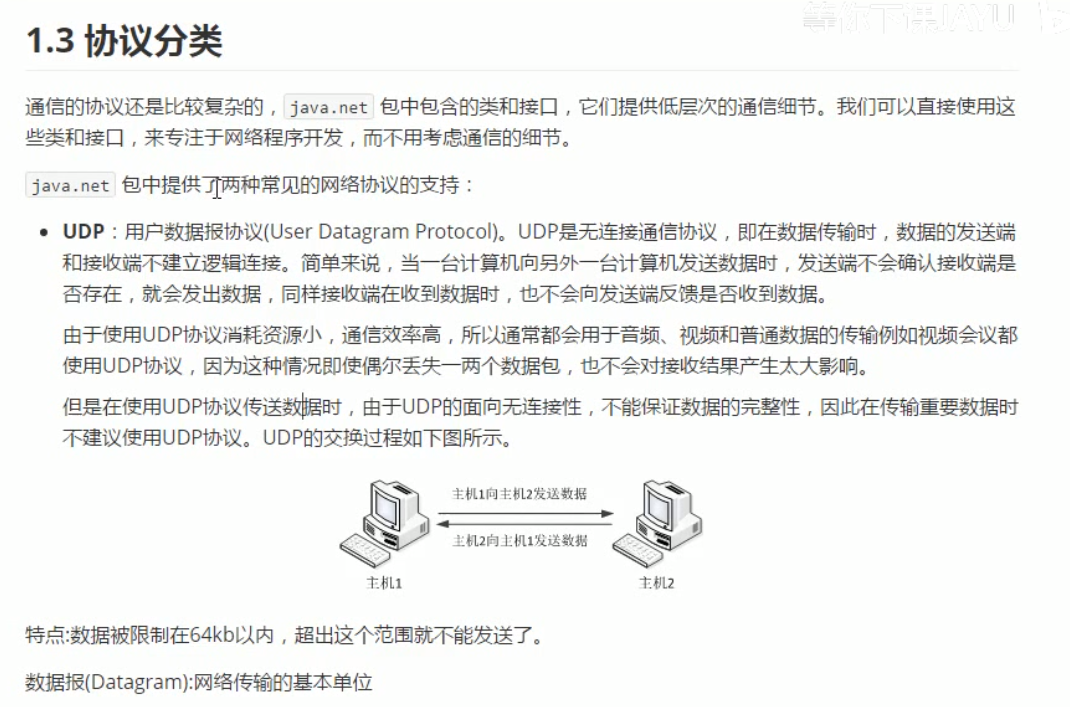 等你下课JAYU
1.3 协议分类
通信的协议还是比较复杂的，java.net 包中包含的类和接口，它们提供低层次的通信细节。我们可以直接使用这
些类和接口，来专注于网络程序开发，而不用考虑通信的细节。
java.net 包中提供了两种常见的网络协议的支持：
• UDP：用户数据报协议(User Datagram Protocol)。UDP是无连接通信协议，即在数据传输时，数据的发送端
和接收端不建立逻辑连接。简单来说，当一台计算机向另外一台计算机发送数据时，发送端不会确认接收端是
否存在，就会发出数据，同样接收端在收到数据时，也不会向发送端反馈是否收到数据。
由于使用UDP协议消耗资源小，通信效率高，所以通常都会用于音频、视频和普通数据的传输例如视频会议都
使用UDP协议，因为这种情况即使偶尔丢失一两个数据包，也不会对接收结果产生太大影响。
但是在使用UDP协议传送数据时，由于UDP的面向无连接性，不能保证数据的完整性，因此在传输重要数据时
不建议使用UDP协议。UDP的交换过程如下图所示。
主机1向主机2发送数据
主机2向主机1发送数据
主机1
主机2
特点:数据被限制在64kb以内，超出这个范围就不能发送了。
数据报(Datagram):网络传输的基本单位